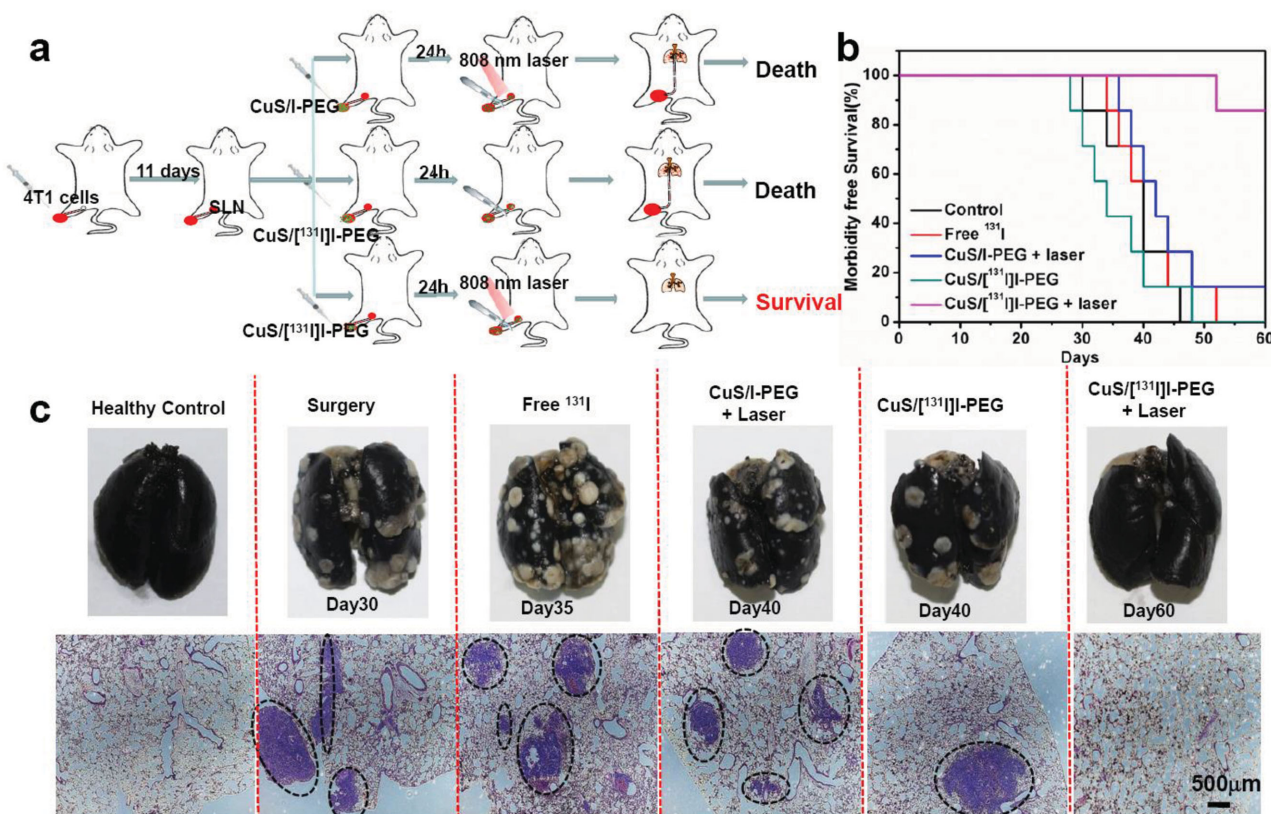 a
4T1 cells
11 days
SLN
CuS/I-PEG
24h
808 nm laser
Death
CuS/[¹³¹I]I-PEG
24h
Death
CuS/[¹³¹I]I-PEG
24h
808 nm laser
Survival
b
Morbidity free Survival(%)
100
80
60
40
20
0
0
10
20
30
40
50
60
Days
Control
Free ¹³¹I
CuS/I-PEG + laser
CuS/[¹³¹I]I-PEG
CuS/[¹³¹I]I-PEG + laser
c
Healthy Control
Surgery
Free ¹³¹I
CuS/I-PEG
+ Laser
CuS/[¹³¹I]I-PEG
CuS/[¹³¹I]I-PEG
+ Laser
Day30
Day35
Day40
Day40
Day60
500μm